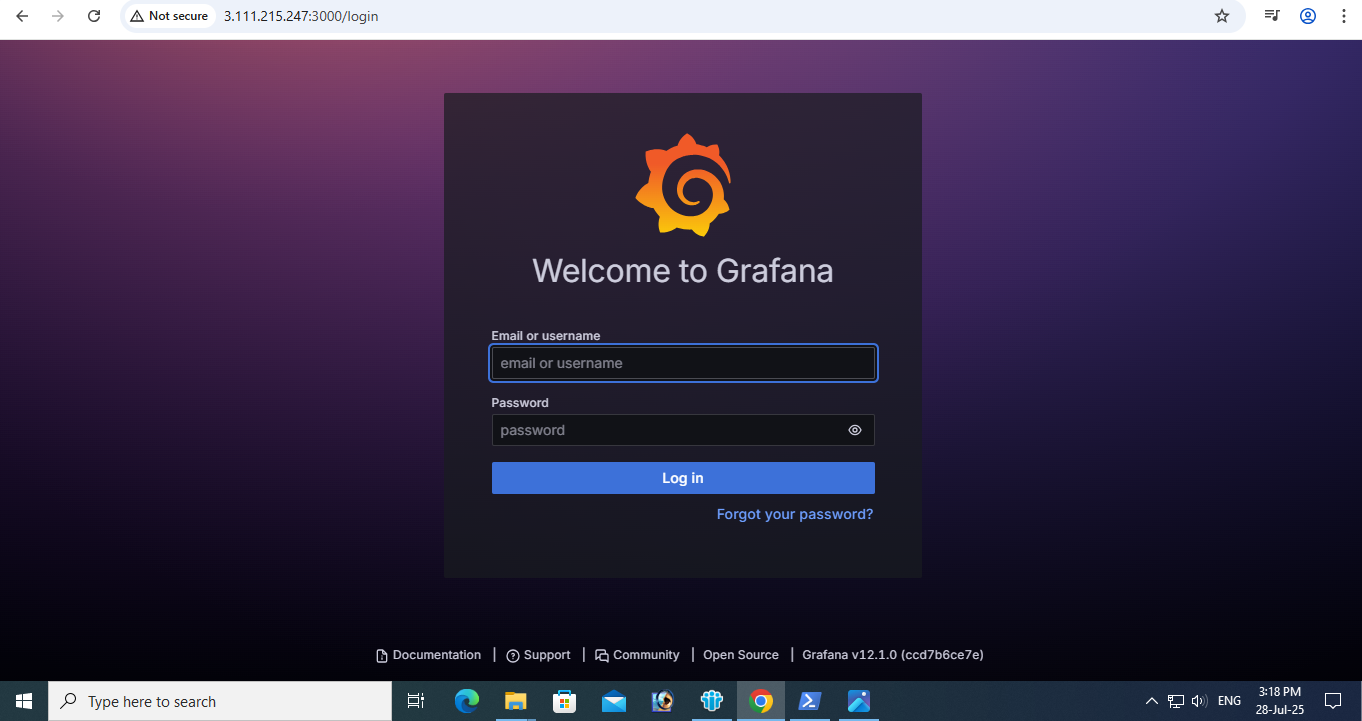 Not secure 3.111.215.247:3000/login
Welcome to Grafana
Email or username
email or username
Password
password
Log in
Forgot your password?
Documentation | Support | Community | Open Source | Grafana v12.1.0 (ccd7b6ce7e)
Type here to search
ENG
3:18 PM
28-Jul-25